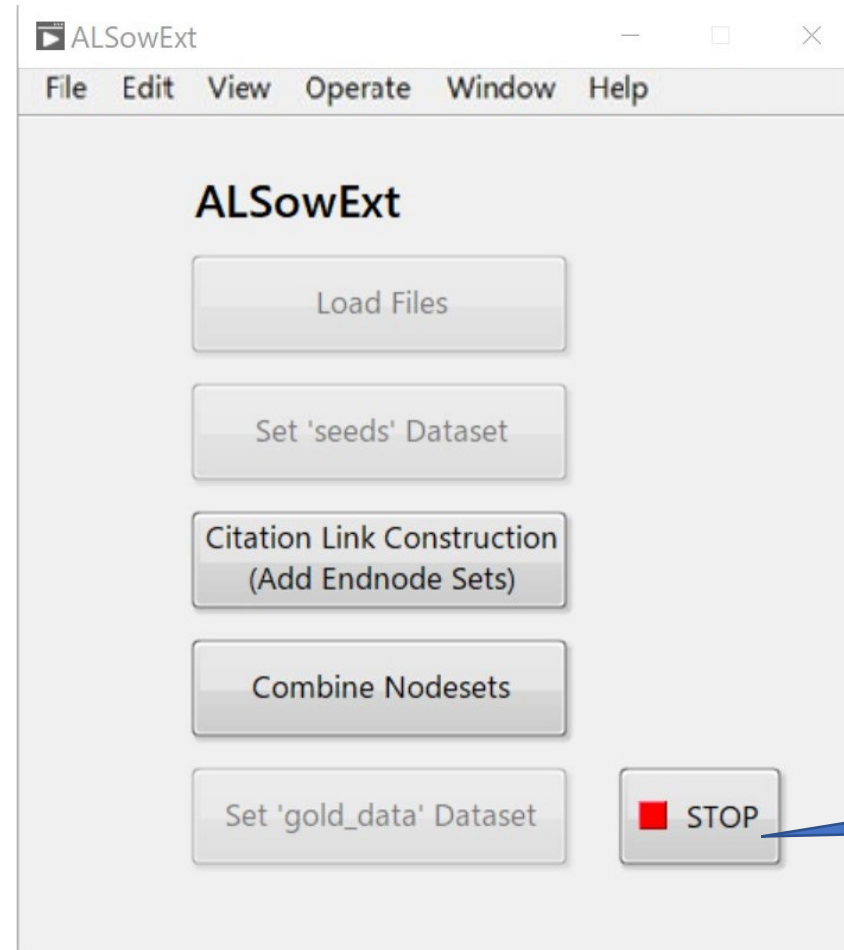 ALSowExt
File Edit View Operate Window Help
ALSowExt
Load Files
Set 'seeds' Dataset
Citation Link Construction
(Add Endnode Sets)
Combine Nodesets
Set 'gold_data' Dataset
STOP